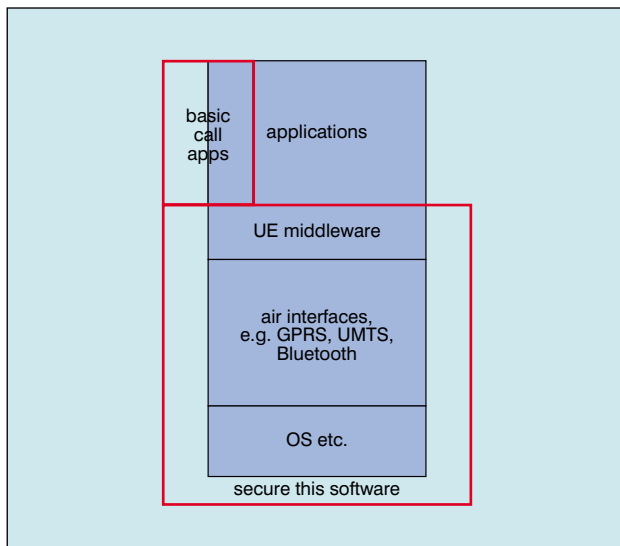 basic
call
apps
applications
UE middleware
air interfaces,
e.g. GPRS, UMTS,
Bluetooth
OS etc.
secure this software